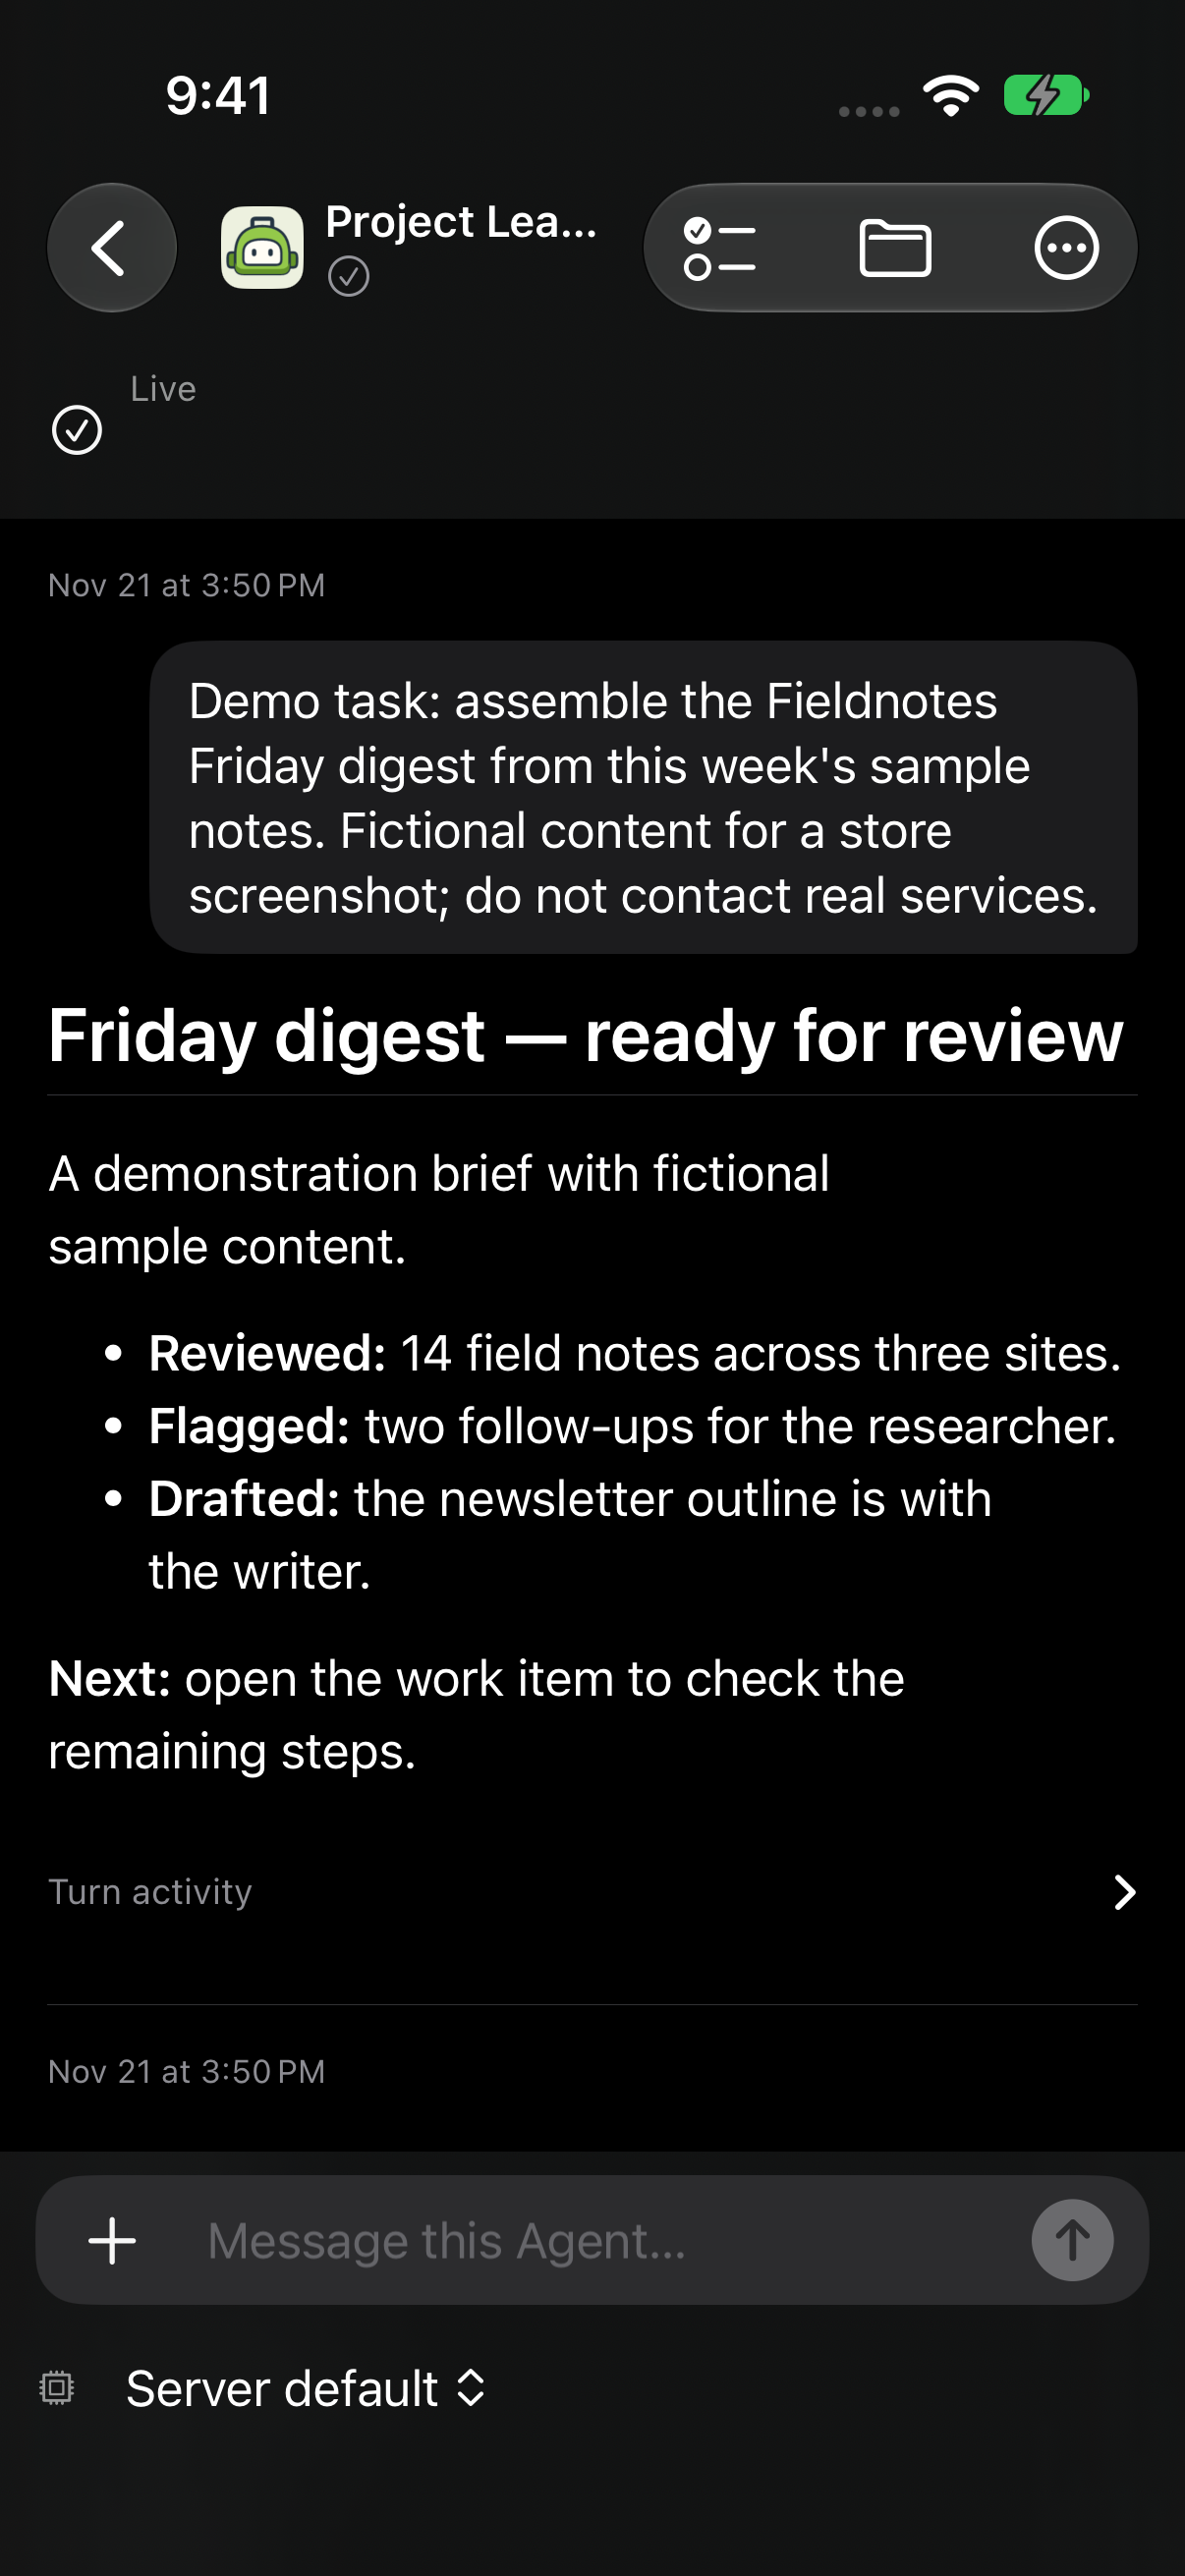 9:41
Project Lea...
Live
Nov 21 at 3:50 PM
Demo task: assemble the Fieldnotes
Friday digest from this week's sample
notes. Fictional content for a store
screenshot; do not contact real services.
Friday digest — ready for review
A demonstration brief with fictional
sample content.
• Reviewed: 14 field notes across three sites.
• Flagged: two follow-ups for the researcher.
• Drafted: the newsletter outline is with
the writer.
Next: open the work item to check the
remaining steps.
Turn activity
Nov 21 at 3:50 PM
Message this Agent...
Server default